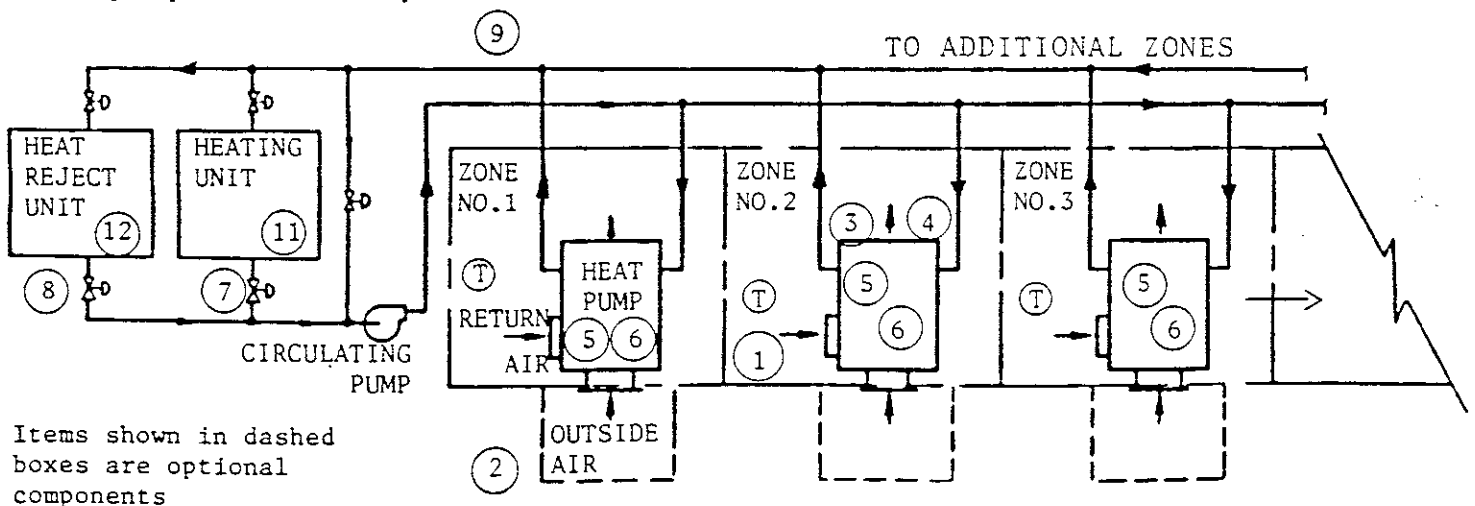 9
TO ADDITIONAL ZONES
HEAT
REJECT
UNIT
12
HEATING
UNIT
11
8
7
CIRCULATING
PUMP
ZONE
NO.1
T
RETURN
AIR
HEAT
PUMP
5 6
OUTSIDE
AIR
2
ZONE
NO.2
3 4
T
1
5
6
ZONE
NO.3
T
5
6
Items shown in dashed
boxes are optional
components